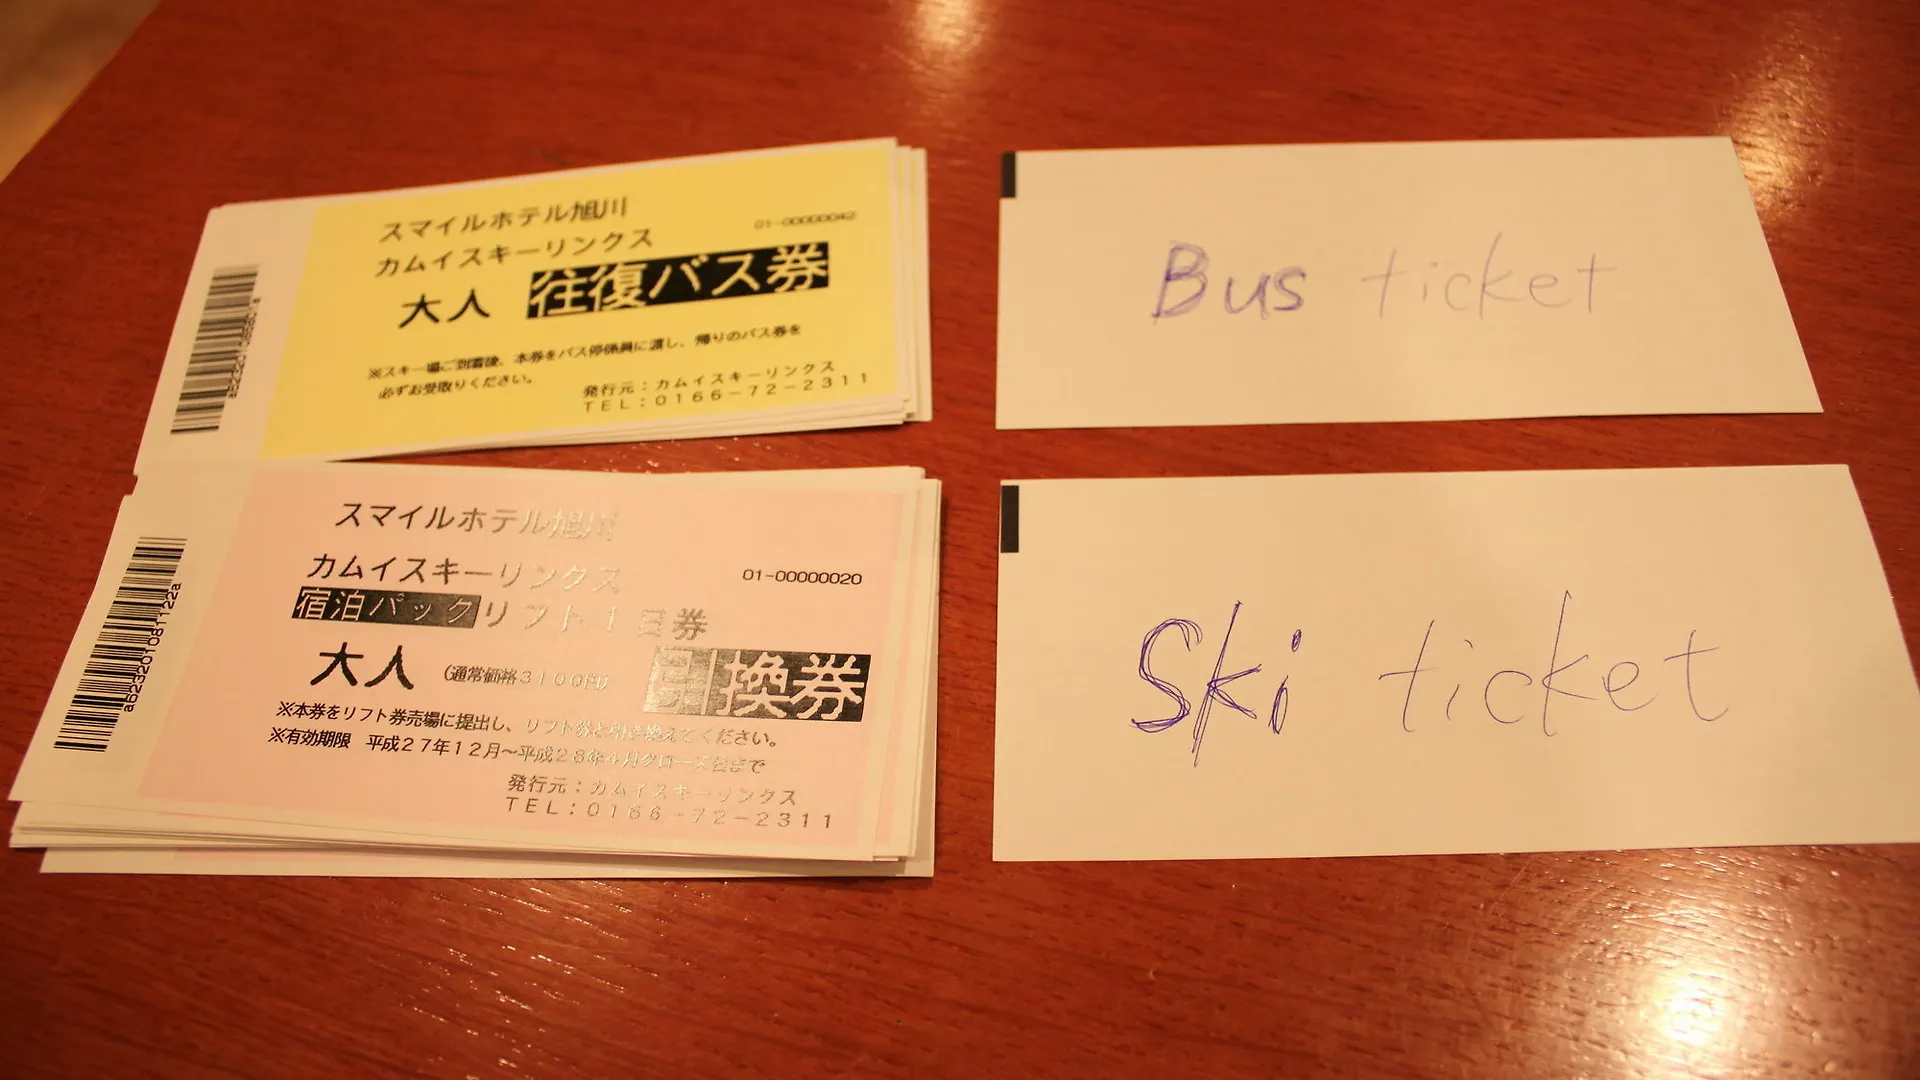 スマイルホテル旭川
01-00000042
カムイスキーリンクス
大人 往復バス券
※スキー場ご到着後、本券をバス停係員に渡し、帰りのバス券を
必ずお受取りください。
発行元：カムイスキーリンクス
TEL：0166－72－2311
Bus ticket
スマイルホテル旭川
カムイスキーリンクス
01-00000020
宿泊パックリフト１日券
大人 （通常価格３１００円） 引換券
※本券をリフト券売場に提出し、リフト券と引き換えてください。
※有効期限 平成２７年１２月～平成２８年４月クローズ日まで
発行元：カムイスキーリンクス
TEL：0166－72－2311
a623201081122a
Ski ticket